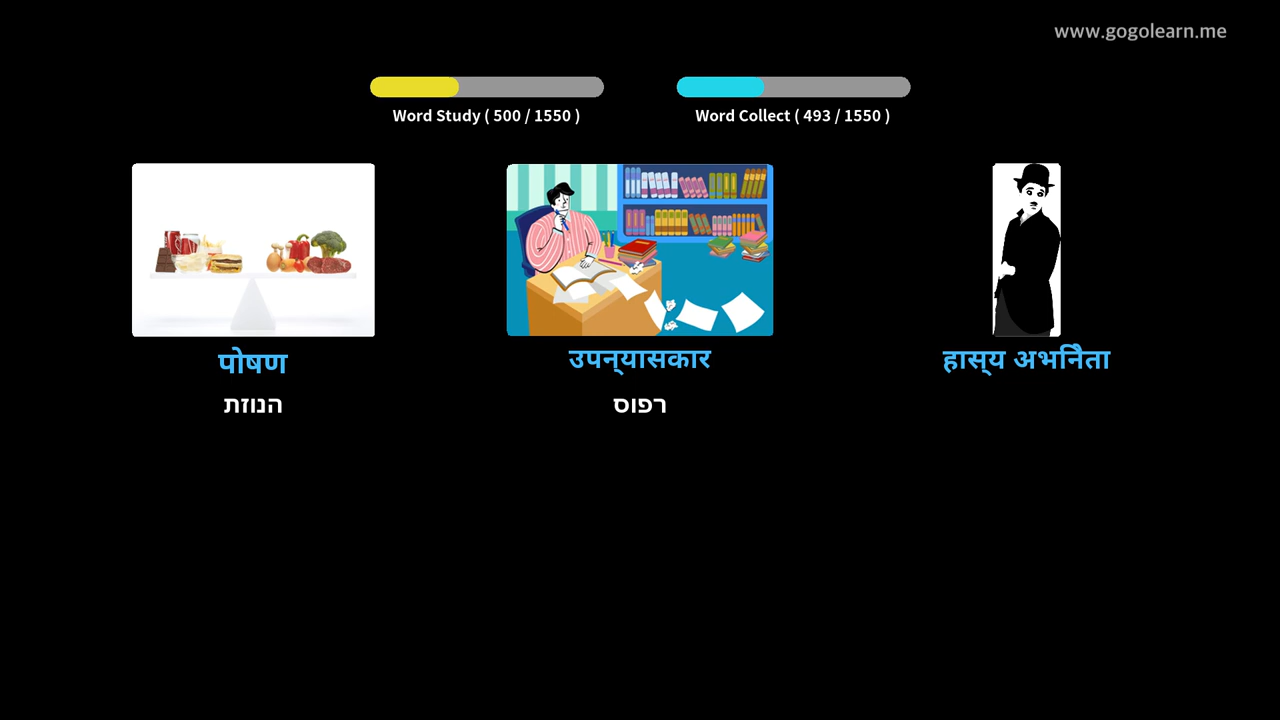 www.gogolearn.me
Word Study ( 500 / 1550 )
Word Collect ( 493 / 1550 )
पोषण
उपन्यासकार
हास्य अभिनेता
הנוזת
רפוס